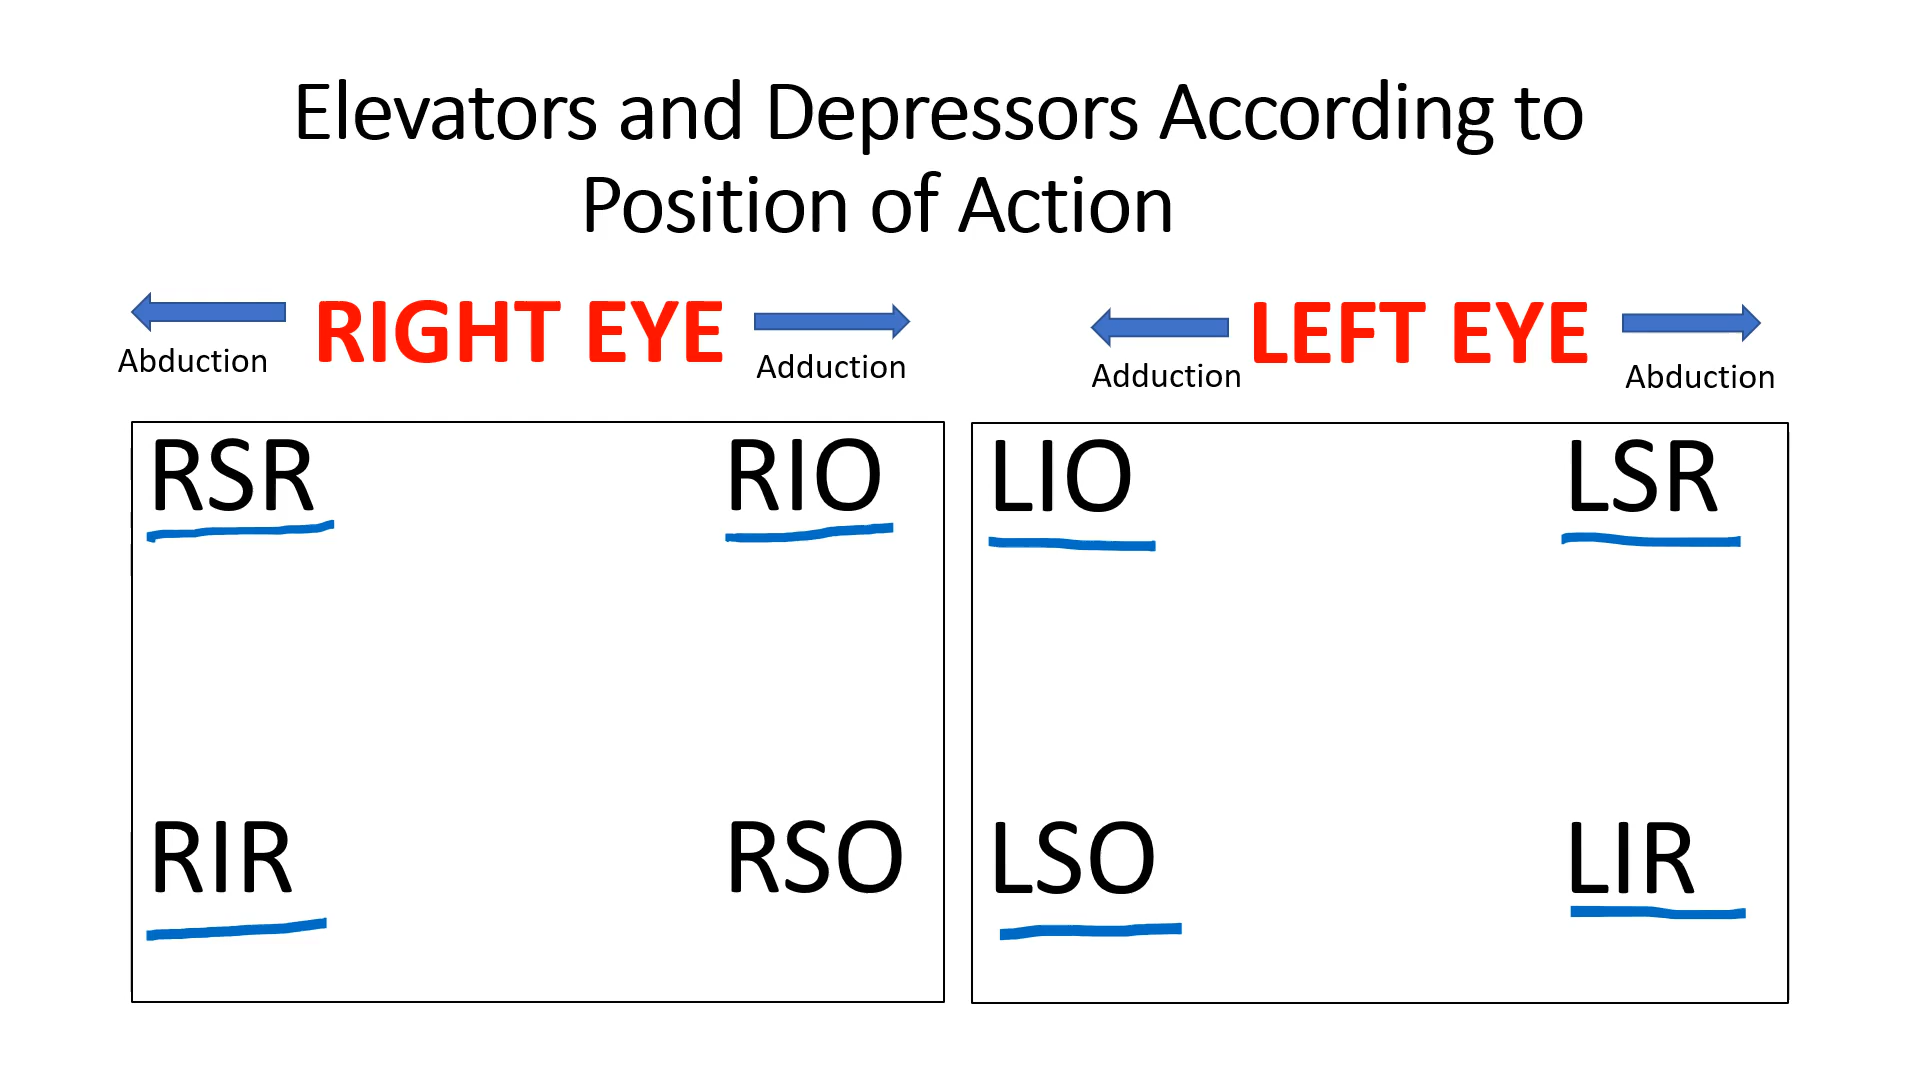 Elevators and Depressors According to
Position of Action
RIGHT EYE
Abduction
Adduction
LEFT EYE
Adduction
Abduction
RSR
RIO
RIR
RSO
LIO
LSR
LSO
LIR